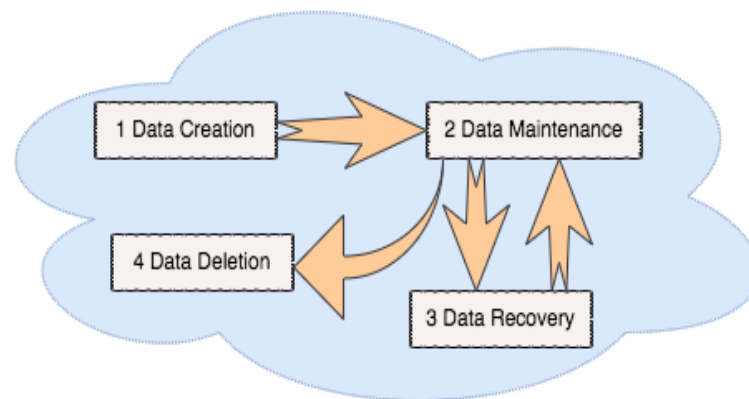 1 Data Creation
2 Data Maintenance
4 Data Deletion
3 Data Recovery